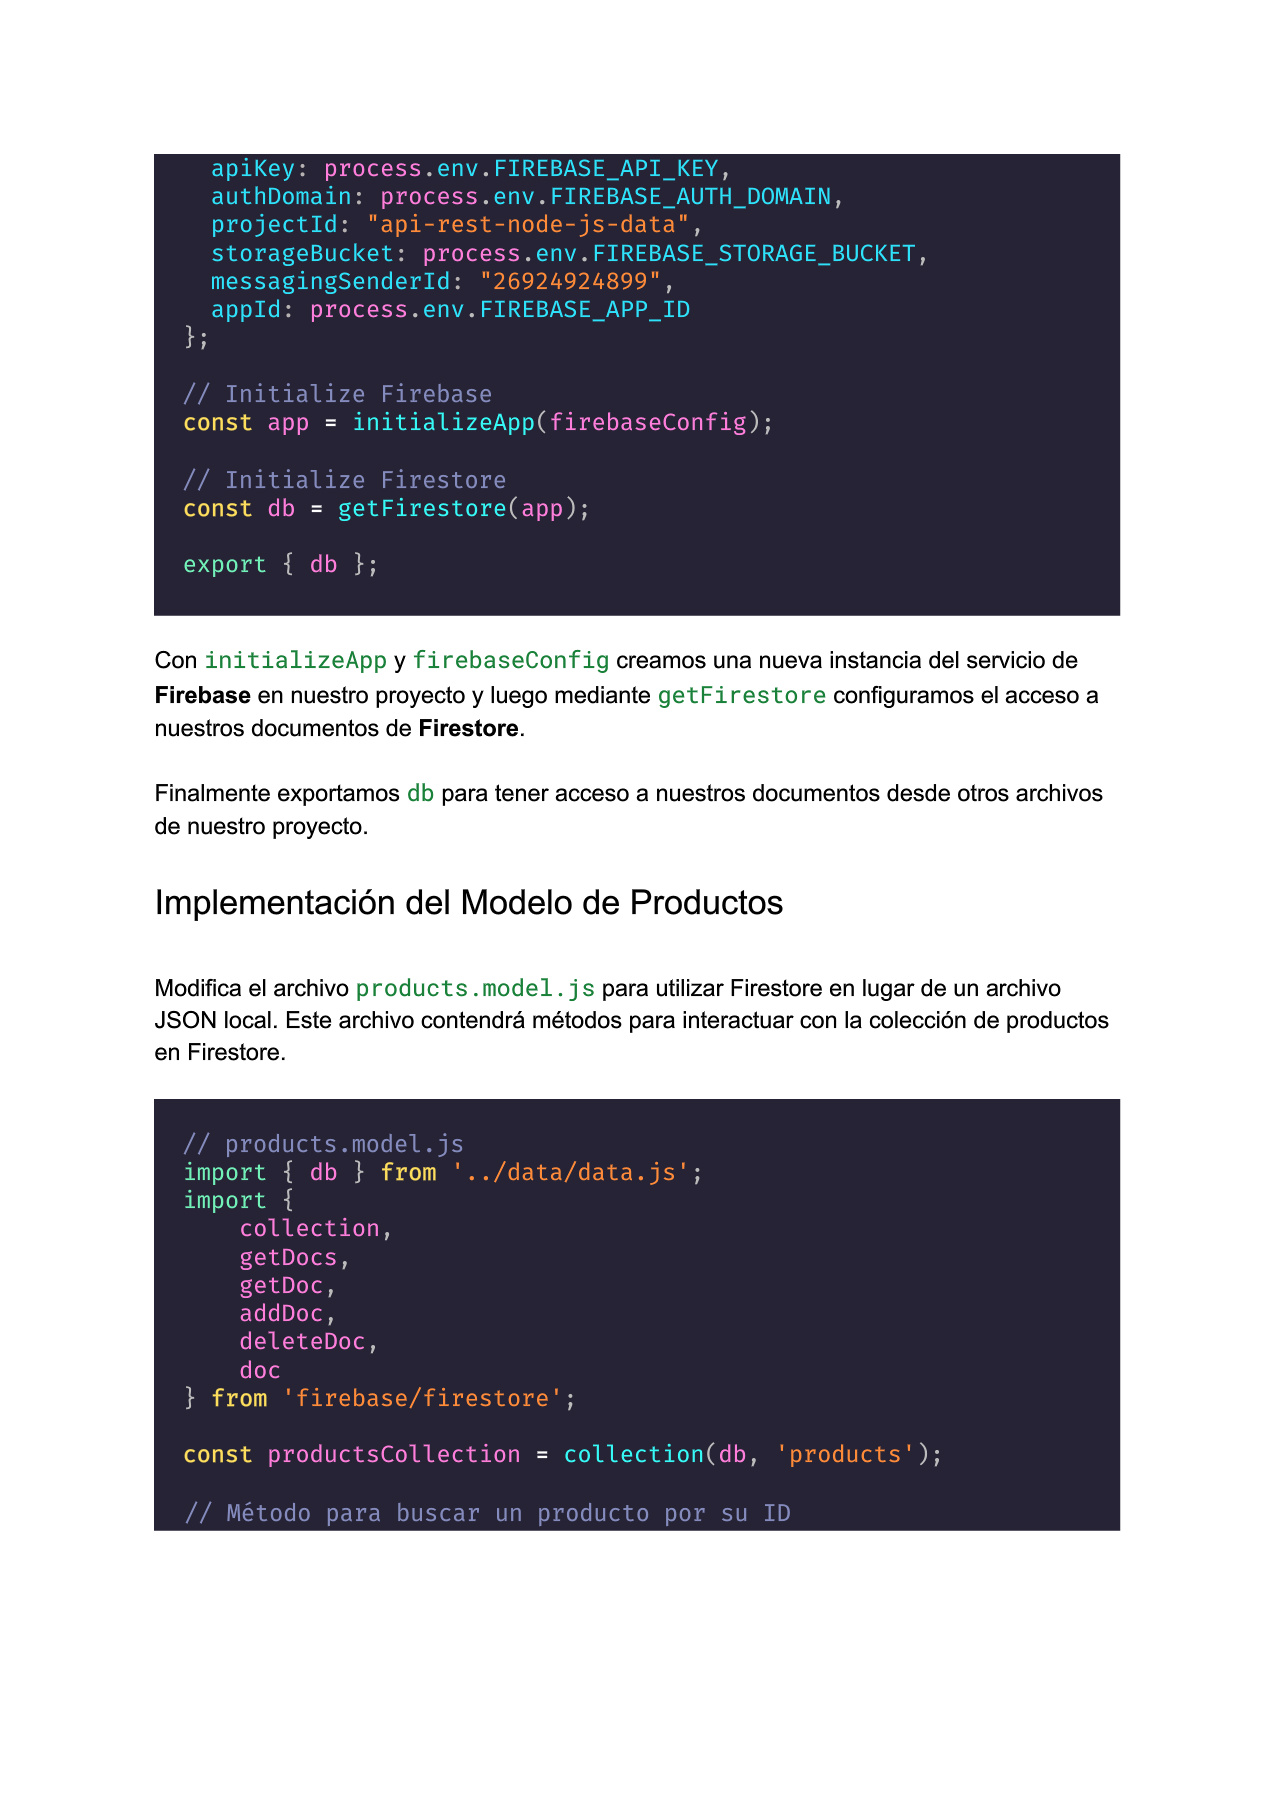 apiKey: process.env.FIREBASE_API_KEY,
authDomain: process.env.FIREBASE_AUTH_DOMAIN,
projectId: "api-rest-node-js-data",
storageBucket: process.env.FIREBASE_STORAGE_BUCKET,
messagingSenderId: "26924924899",
appId: process.env.FIREBASE_APP_ID
};
// Initialize Firebase
const app = initializeApp(firebaseConfig);
// Initialize Firestore
const db = getFirestore(app);
export { db };
Con initializeApp y firebaseConfig creamos una nueva instancia del servicio de
Firebase en nuestro proyecto y luego mediante getFirestore configuramos el acceso a
nuestros documentos de Firestore.
Finalmente exportamos db para tener acceso a nuestros documentos desde otros archivos
de nuestro proyecto.
Implementación del Modelo de Productos
Modifica el archivo products.model.js para utilizar Firestore en lugar de un archivo
JSON local. Este archivo contendrá métodos para interactuar con la colección de productos
en Firestore.
// products.model.js
import { db } from '../data/data.js';
import {
collection,
getDocs,
getDoc,
addDoc,
deleteDoc,
doc
} from 'firebase/firestore';
const productsCollection = collection(db, 'products');
// Método para buscar un producto por su ID